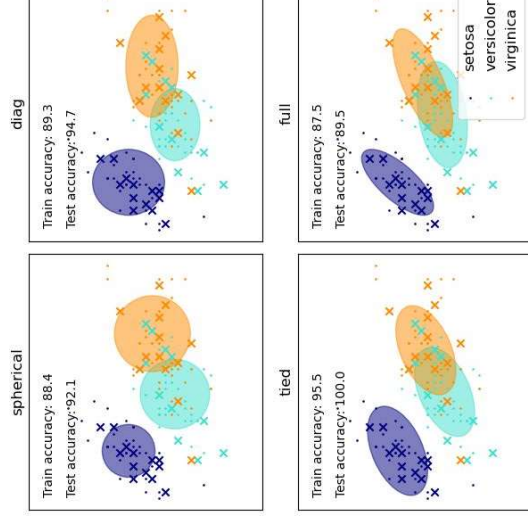 spherical
Train accuracy: 88.4
Test accuracy: 92.1
diag
Train accuracy: 89.3
Test accuracy: 94.7
tied
Train accuracy: 95.5
Test accuracy: 100.0
full
Train accuracy: 87.5
Test accuracy: 89.5
setosa
versicolor
virginica